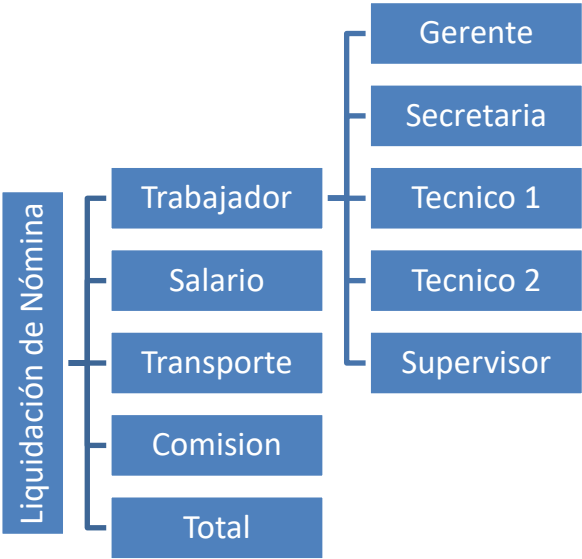 Liquidación de Nómina
Trabajador
Gerente
Secretaria
Tecnico 1
Tecnico 2
Supervisor
Salario
Transporte
Comision
Total